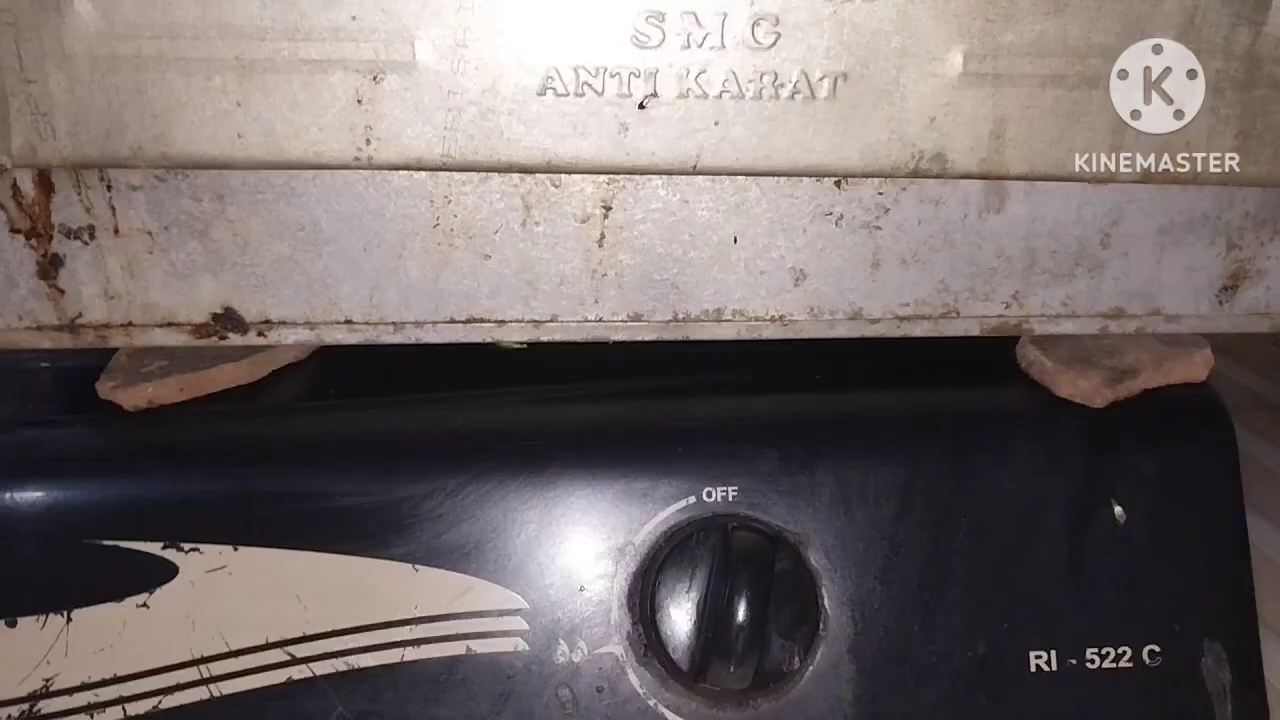 SMG
ANTI KARAT
K
KINEMASTER
OFF
RI - 522 C